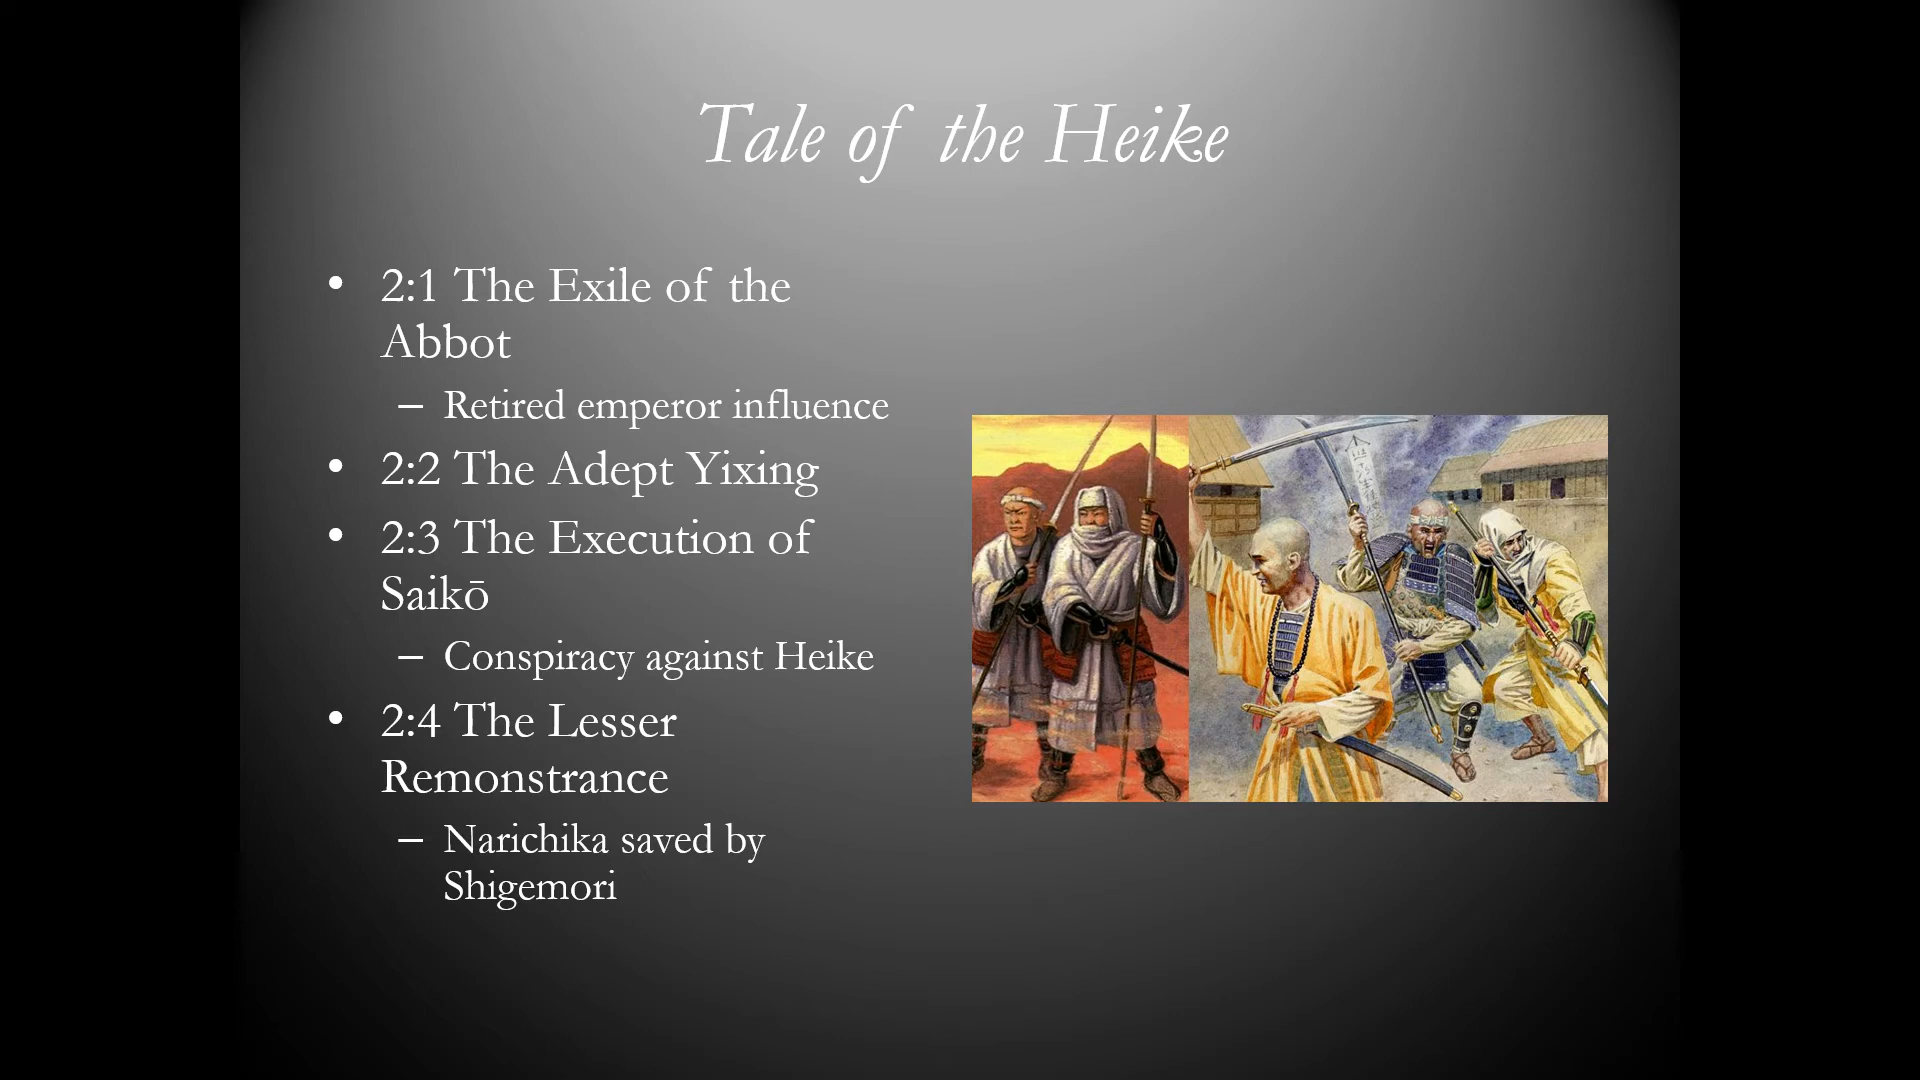 Tale of the Heike
• 2:1 The Exile of the
Abbot
– Retired emperor influence
• 2:2 The Adept Yixing
• 2:3 The Execution of
Saikō
– Conspiracy against Heike
• 2:4 The Lesser
Remonstrance
– Narichika saved by
Shigemori